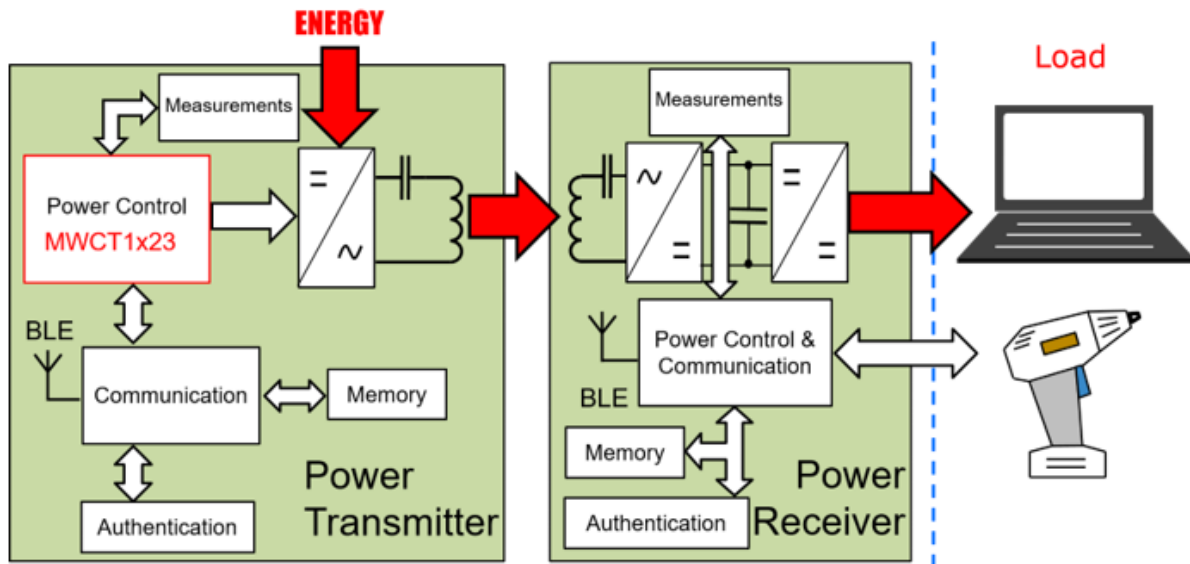 ENERGY
Measurements
Power Control
MWCT1x23
BLE
Communication
Memory
Authentication
Power
Transmitter
Measurements
Power Control &
Communication
BLE
Memory
Authentication
Power
Receiver
Load